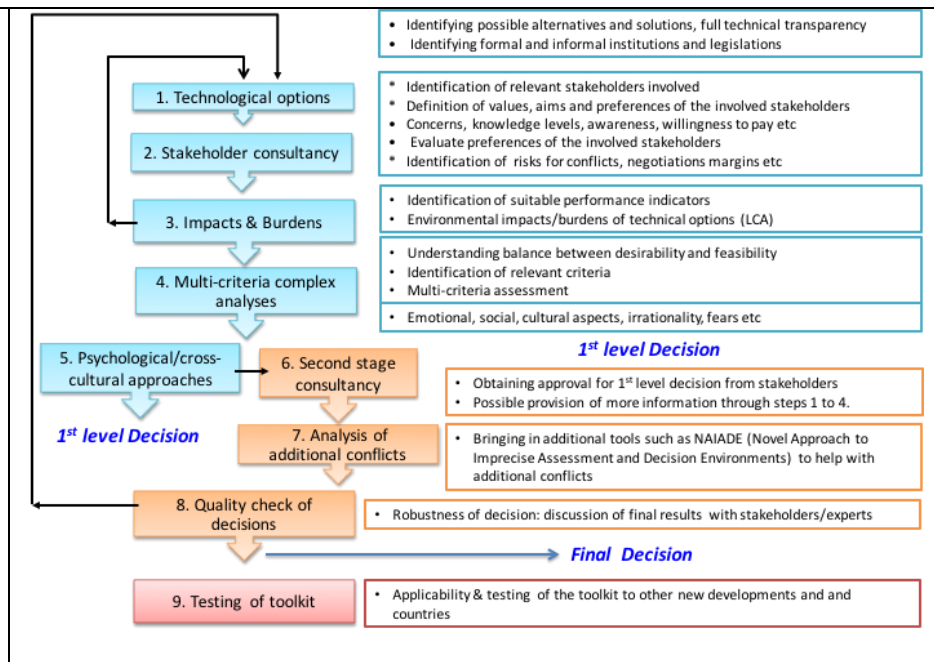 • Identifying possible alternatives and solutions, full technical transparency
• Identifying formal and informal institutions and legislations
1. Technological options
* Identification of relevant stakeholders involved
* Definition of values, aims and preferences of the involved stakeholders
• Concerns, knowledge levels, awareness, willingness to pay etc
• Evaluate preferences of the involved stakeholders
* Identification of risks for conflicts, negotiations margins etc
2. Stakeholder consultancy
3. Impacts & Burdens
• Identification of suitable performance indicators
• Environmental impacts/burdens of technical options (LCA)
4. Multi-criteria complex
analyses
• Understanding balance between desirability and feasibility
• Identification of relevant criteria
• Multi-criteria assessment
• Emotional, social, cultural aspects, irrationality, fears etc
5. Psychological/cross-
cultural approaches
1st level Decision
6. Second stage
consultancy
1st level Decision
• Obtaining approval for 1st level decision from stakeholders
• Possible provision of more information through steps 1 to 4.
7. Analysis of
additional conflicts
• Bringing in additional tools such as NAIADE (Novel Approach to
Imprecise Assessment and Decision Environments) to help with
additional conflicts
8. Quality check of
decisions
• Robustness of decision: discussion of final results with stakeholders/experts
Final Decision
9. Testing of toolkit
• Applicability & testing of the toolkit to other new developments and and
countries